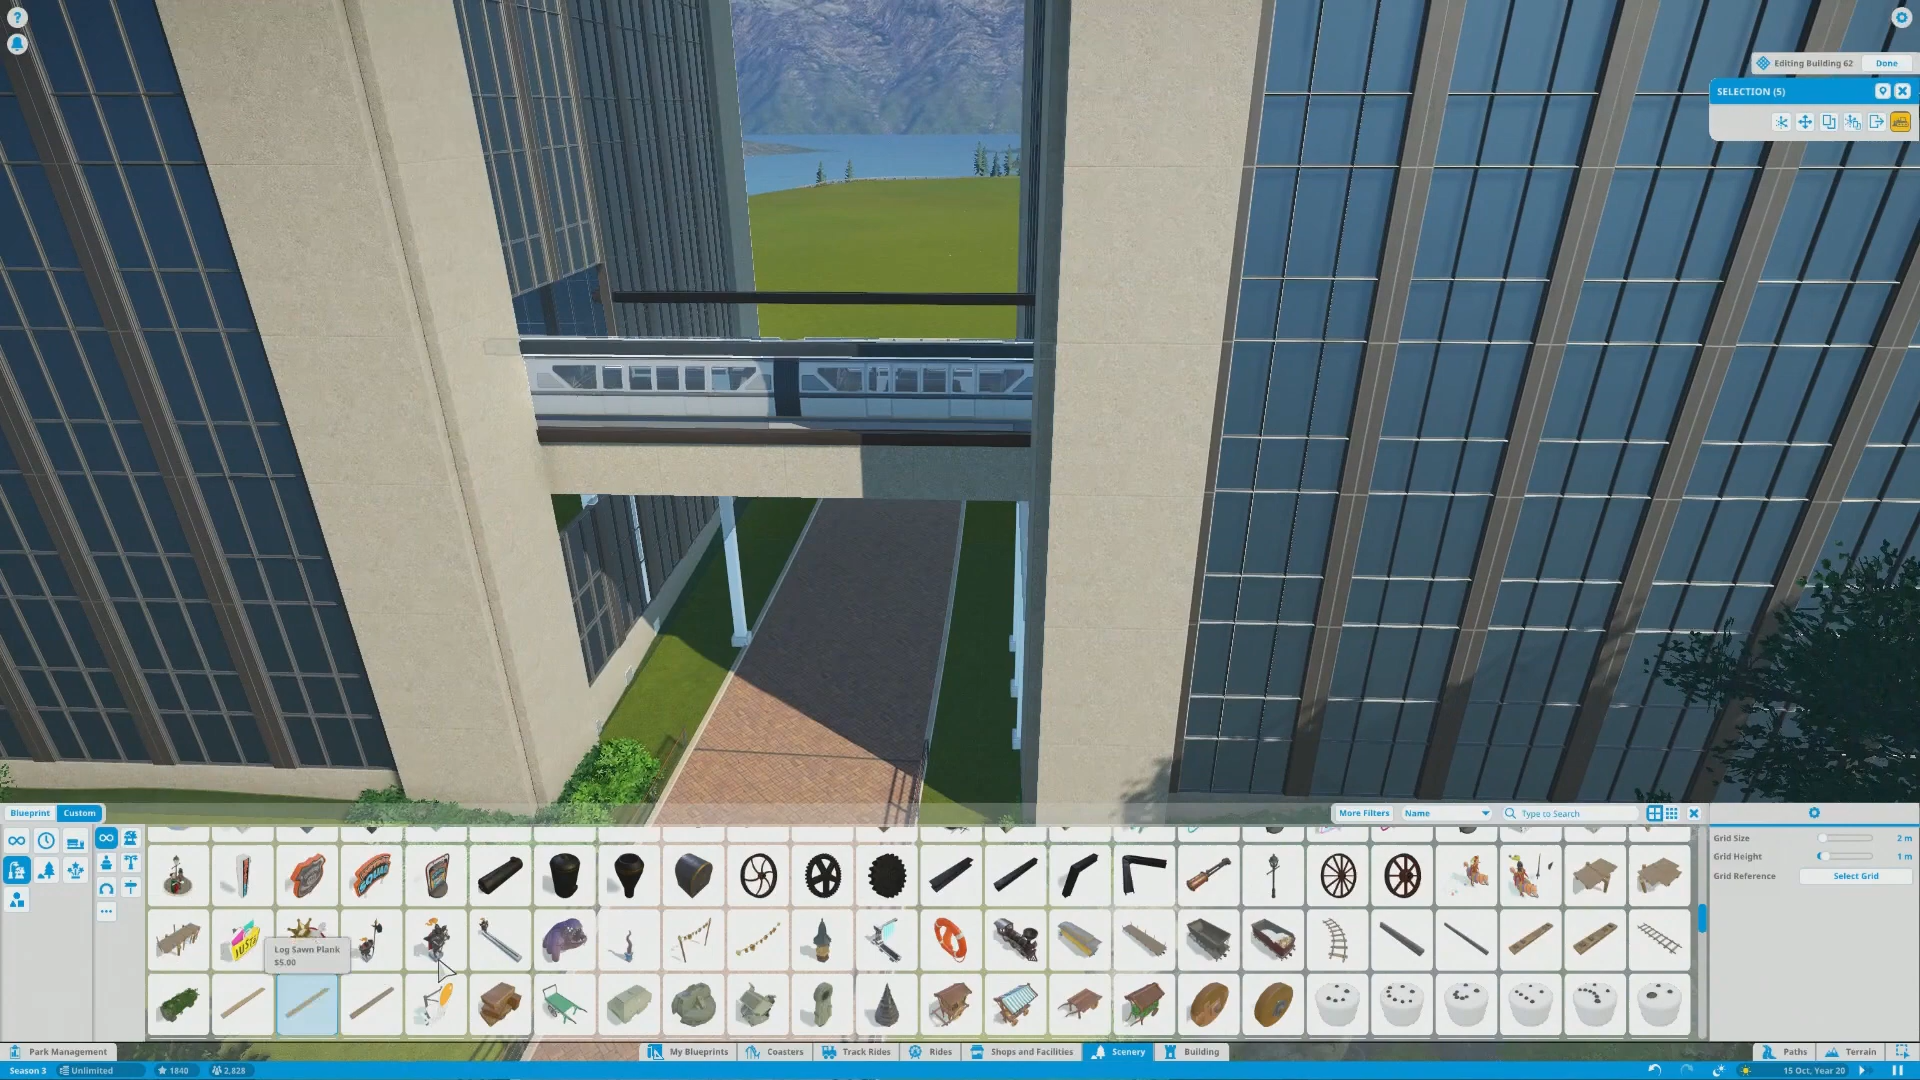 ?
Editing Building 62 Done
SELECTION (5)
Blueprint Custom
More Filters Name Type to Search
Grid Size 2 m
Grid Height 1 m
Grid Reference Select Grid
SQUAD
JUST
Log Sawn Plank
$5.00
Park Management My Blueprints Coasters Track Rides Rides Shops and Facilities Scenery Building Paths Terrain
Season 3 Unlimited 1840 2,828 15 Oct, Year 20